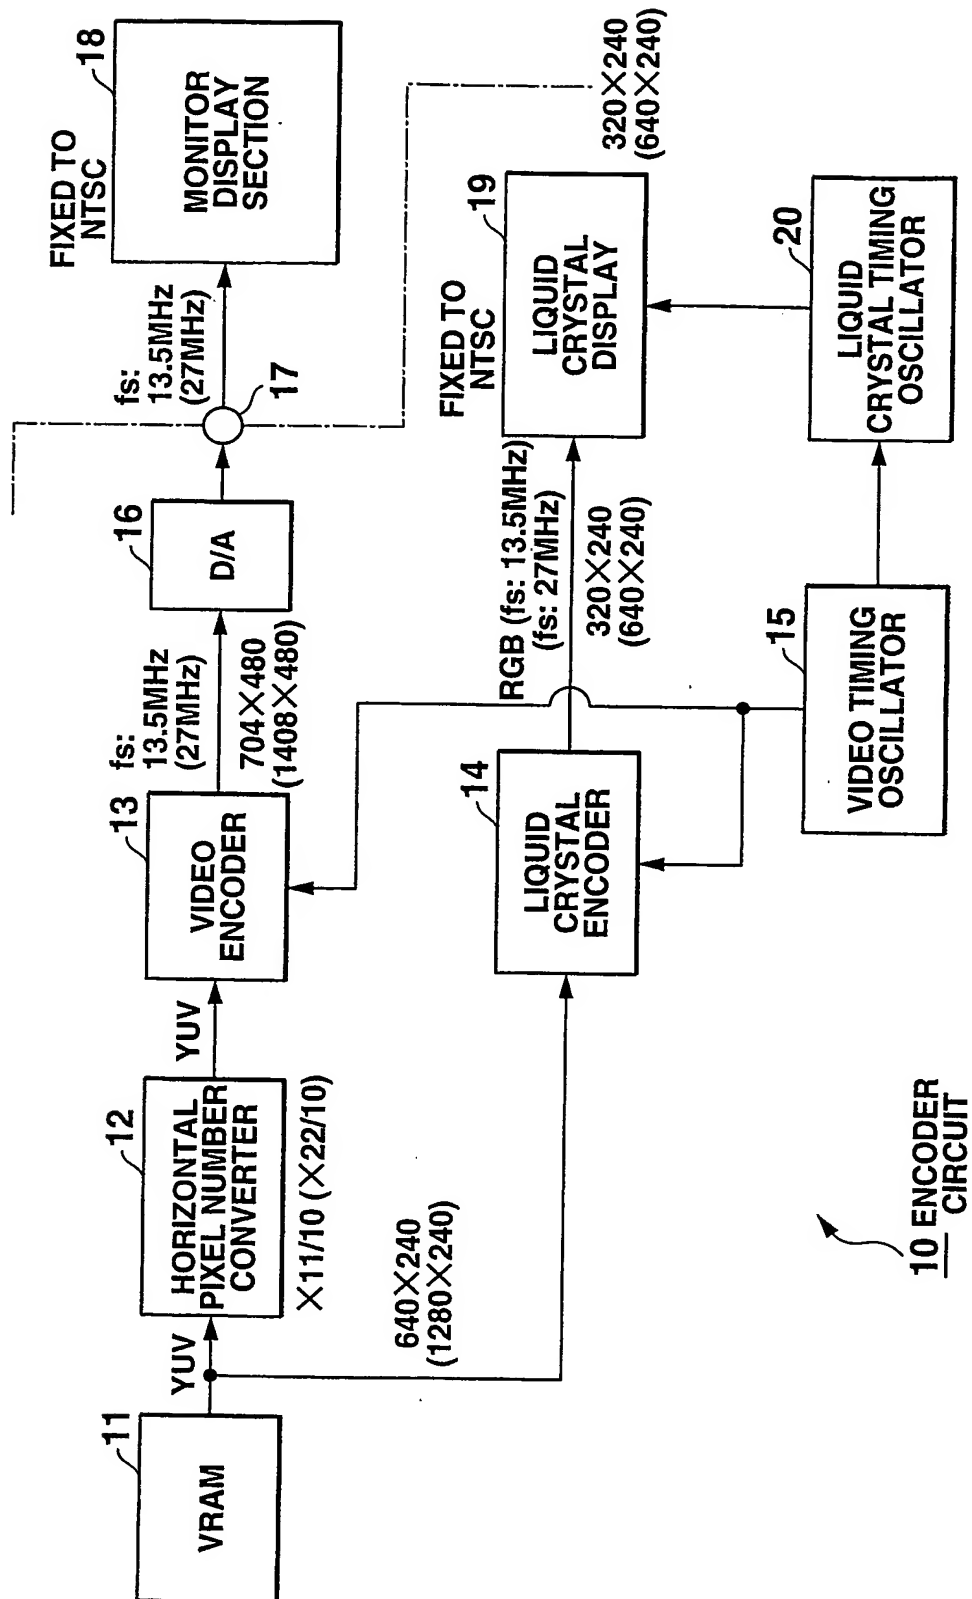 11
VRAM
YUV
12
HORIZONTAL
PIXEL NUMBER
CONVERTER
×11/10 (×22/10)
YUV
13
VIDEO
ENCODER
fs:
13.5MHz
(27MHz)
704×480
(1408×480)
16
D/A
17
fs:
13.5MHz
(27MHz)
FIXED TO
NTSC
18
MONITOR
DISPLAY
SECTION
640×240
(1280×240)
14
LIQUID
CRYSTAL
ENCODER
RGB (fs: 13.5MHz)
(fs: 27MHz)
320×240
(640×240)
FIXED TO
NTSC
19
LIQUID
CRYSTAL
DISPLAY
320×240
(640×240)
15
VIDEO TIMING
OSCILLATOR
20
LIQUID
CRYSTAL TIMING
OSCILLATOR
10 ENCODER
CIRCUIT